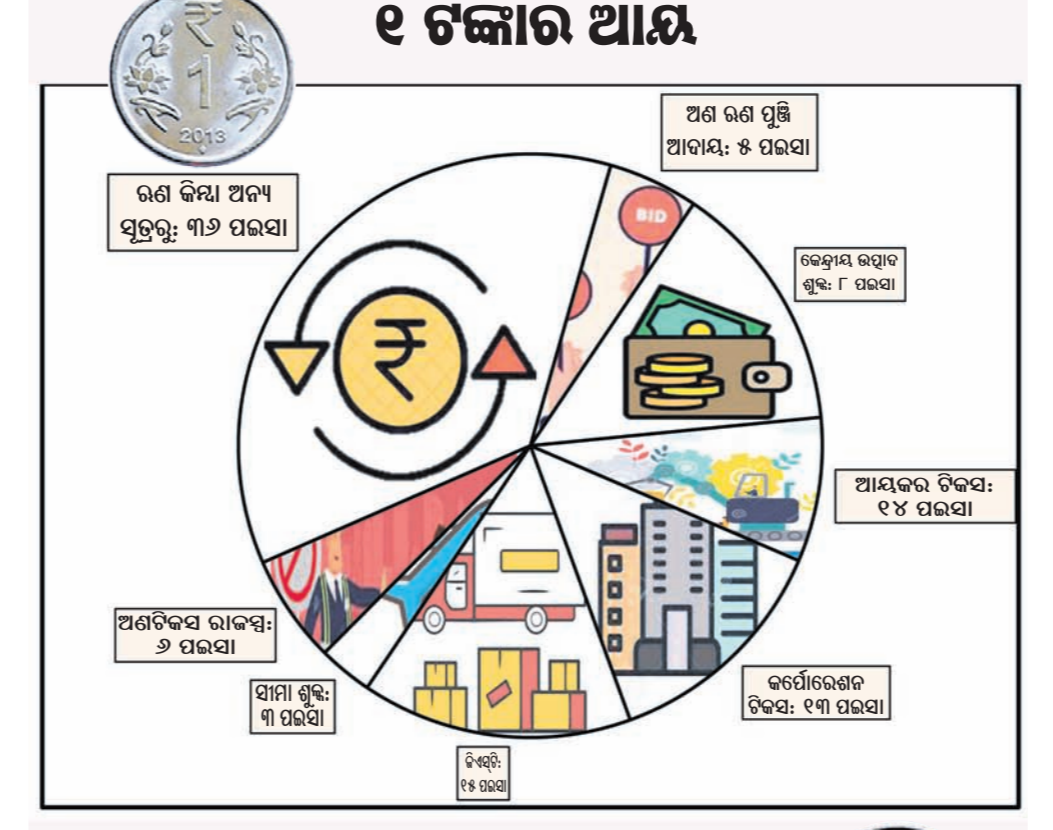 ୧ ଟଙ୍କାର ଆୟ
₹
1
2013
ଋଣ କିମ୍ବା ଅନ୍ୟ
ସୂତ୍ରରୁ: ୩୬ ପଇସା
ଅଣ ଋଣ ପୁଞ୍ଜି
ଆଦାୟ: ୫ ପଇସା
BID
କେନ୍ଦ୍ରୀୟ ଉତ୍ପାଦ
ଶୁଳ୍କ: ୮ ପଇସା
₹
ଆୟକର ଟିକସ:
୧୪ ପଇସା
କର୍ପୋରେଶନ
ଟିକସ: ୧୩ ପଇସା
ଜିଏସ୍‌ଟି:
୧୫ ପଇସା
ସୀମା ଶୁଳ୍କ:
୩ ପଇସା
ଅଣଟିକସ ରାଜସ୍ୱ:
୬ ପଇସା